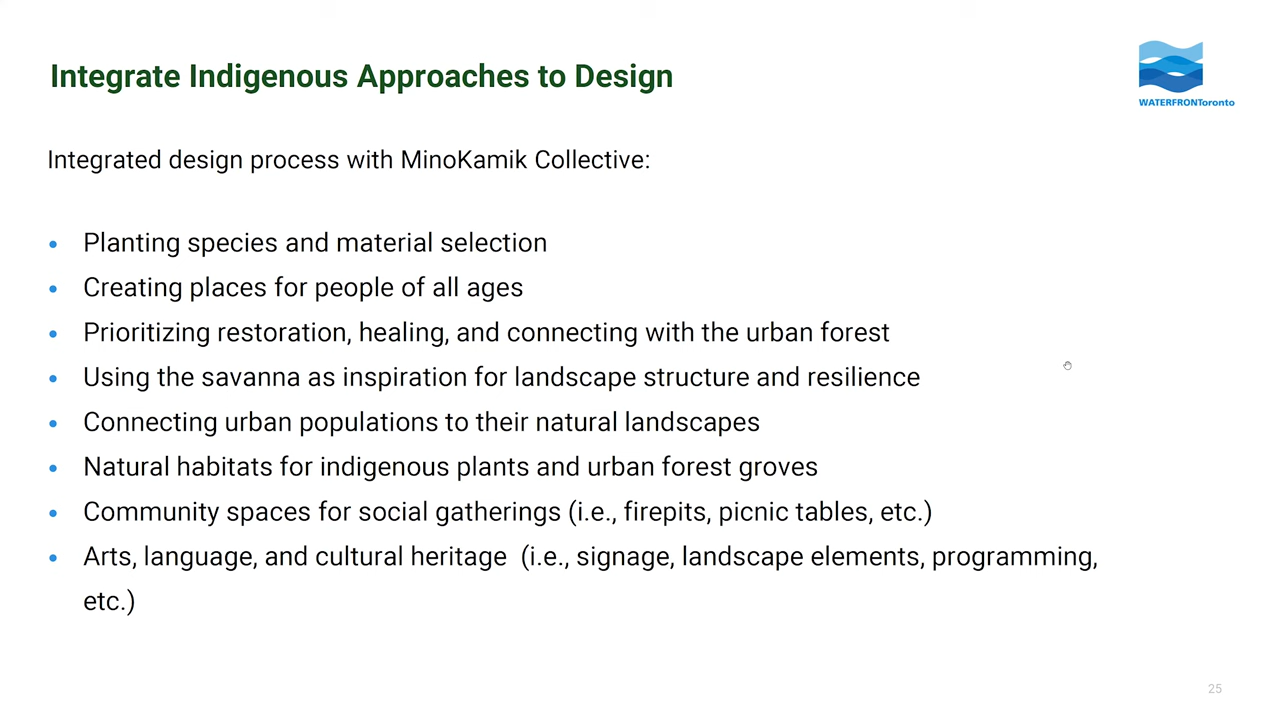 Integrate Indigenous Approaches to Design
WATERFRONToronto
Integrated design process with MinoKamik Collective:
• Planting species and material selection
• Creating places for people of all ages
• Prioritizing restoration, healing, and connecting with the urban forest
• Using the savanna as inspiration for landscape structure and resilience
• Connecting urban populations to their natural landscapes
• Natural habitats for indigenous plants and urban forest groves
• Community spaces for social gatherings (i.e., firepits, picnic tables, etc.)
• Arts, language, and cultural heritage  (i.e., signage, landscape elements, programming,
etc.)
25